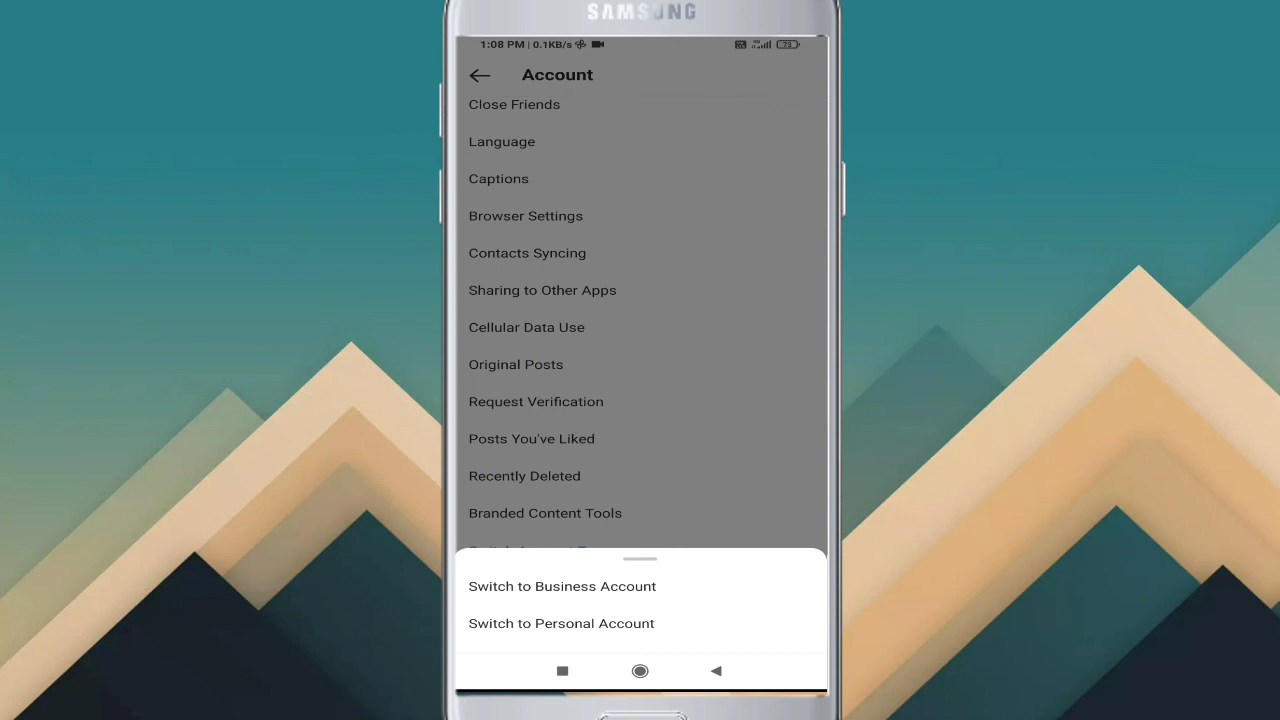 SAMSUNG
1:08 PM | 0.1KB/s
73
Account
Close Friends
Language
Captions
Browser Settings
Contacts Syncing
Sharing to Other Apps
Cellular Data Use
Original Posts
Request Verification
Posts You've Liked
Recently Deleted
Branded Content Tools
Switch to Business Account
Switch to Personal Account